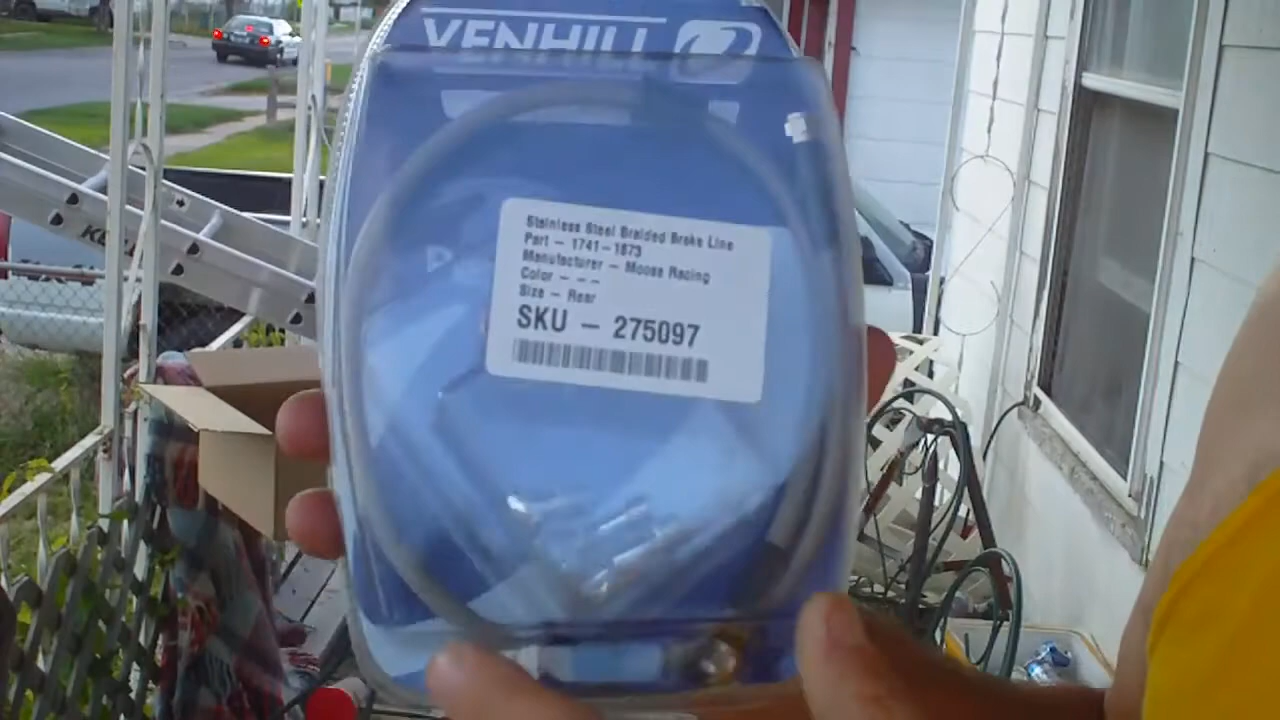 VENHILL
Stainless Steel Braided Brake Line
Part - 1741-1873
Manufacturer - Moose Racing
Color - - -
Size - Rear
SKU - 275097